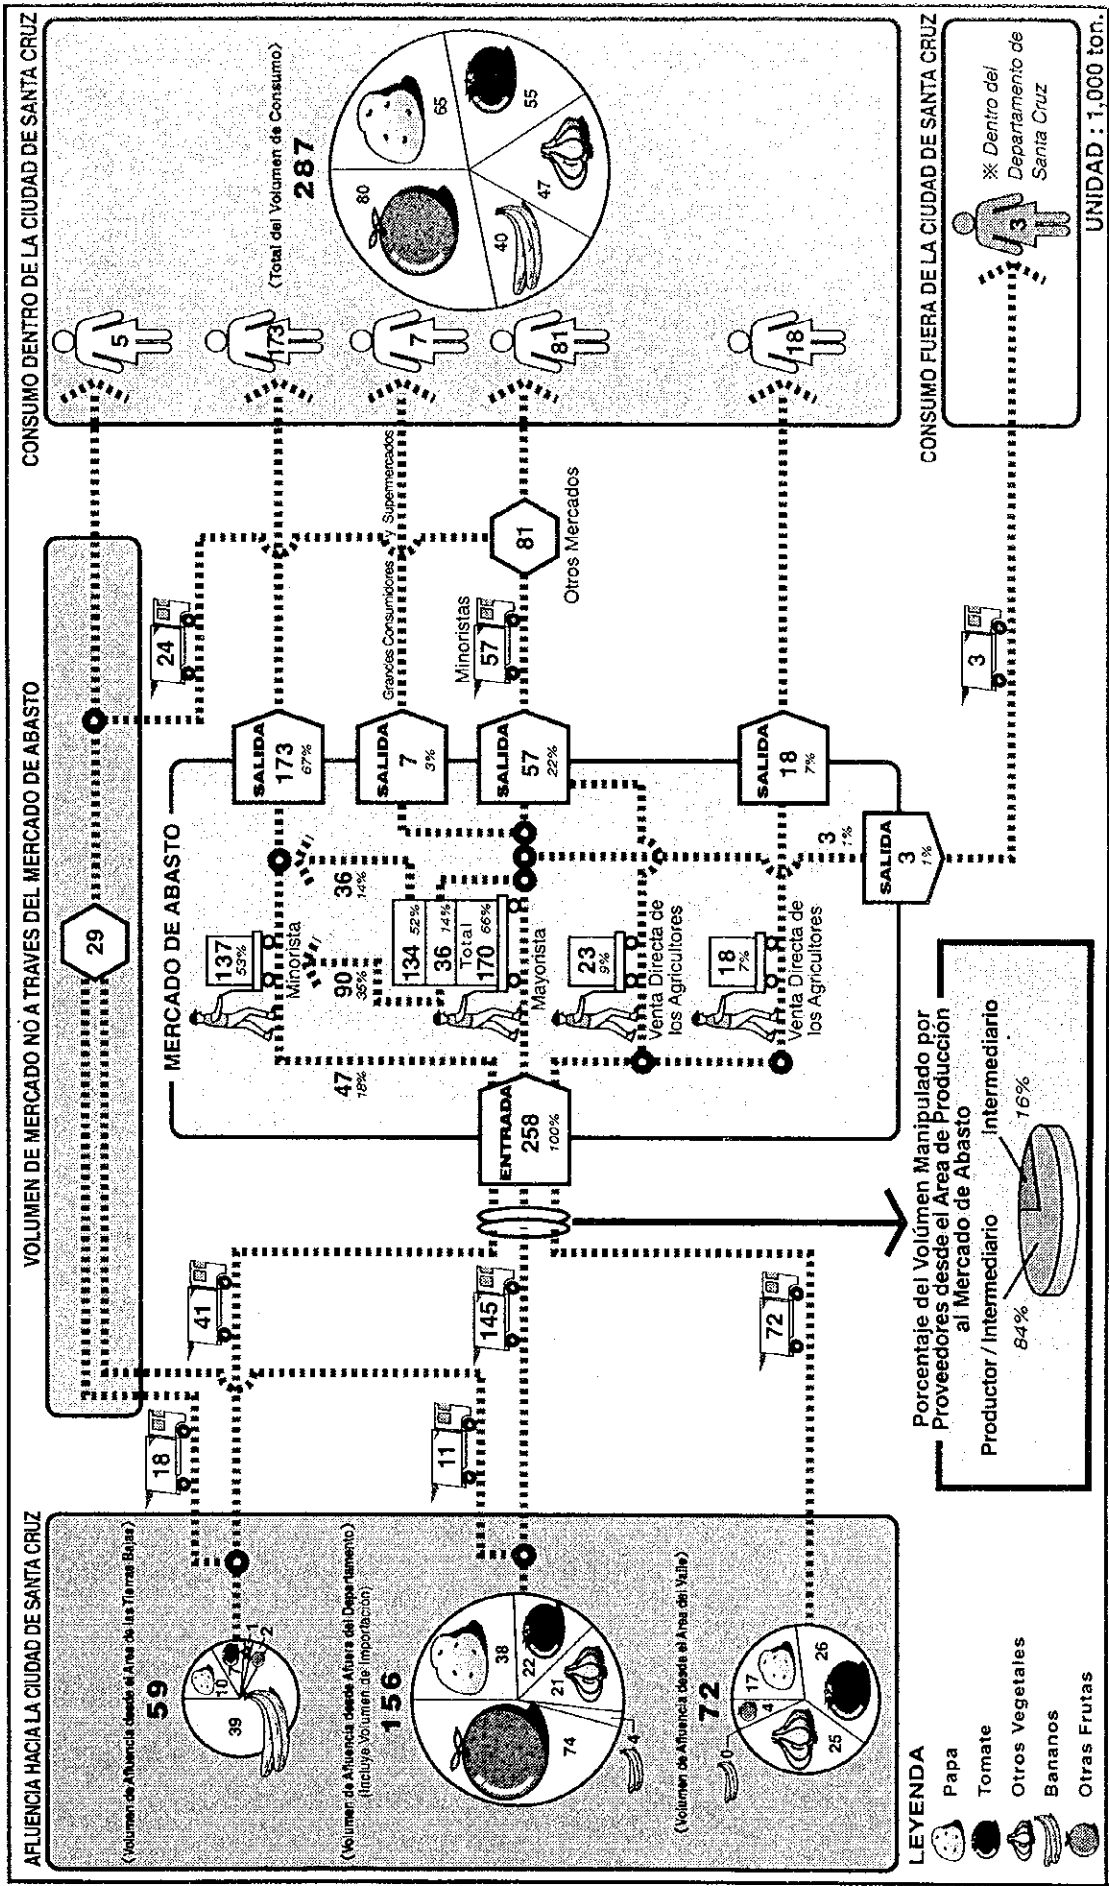 AFLUENCIA HACIA LA CIUDAD DE SANTA CRUZ
VOLUMEN DE MERCADO NO A TRAVES DEL MERCADO DE ABASTO
CONSUMO DENTRO DE LA CIUDAD DE SANTA CRUZ
(Volumen de Afluencia desde el Area de las Tierras Bajas)
59
39
10
7
1
2
(Volumen de Afluencia desde Afuera del Departamento)
(Incluye Volumen de Importación)
156
74
38
22
21
4
(Volumen de Afluencia desde el Area del Valle)
72
0
4
17
26
25
18
11
41
145
72
29
24
MERCADO DE ABASTO
ENTRADA
258
100%
47
18%
137
53%
Minorista
90
35%
36
14%
134 52%
36 14%
Total
170 66%
Mayorista
23
9%
Venta Directa de
los Agricultores
18
7%
Venta Directa de
los Agricultores
3
1%
SALIDA
173
67%
SALIDA
7
3%
SALIDA
57
22%
SALIDA
18
7%
SALIDA
3
1%
Grandes Consumidores y Supermercados
Minoristas
57
81
Otros Mercados
3
5
173
7
81
18
(Total del Volumen de Consumo)
287
80
65
55
47
40
CONSUMO FUERA DE LA CIUDAD DE SANTA CRUZ
3
※ Dentro del
Departamento de
Santa Cruz
UNIDAD : 1,000 ton.
Porcentaje del Volúmen Manipulado por
Proveedores desde el Area de Producción
al Mercado de Abasto
Productor / Intermediario
Intermediario
84%
16%
LEYENDA
Papa
Tomate
Otros Vegetales
Bananos
Otras Frutas